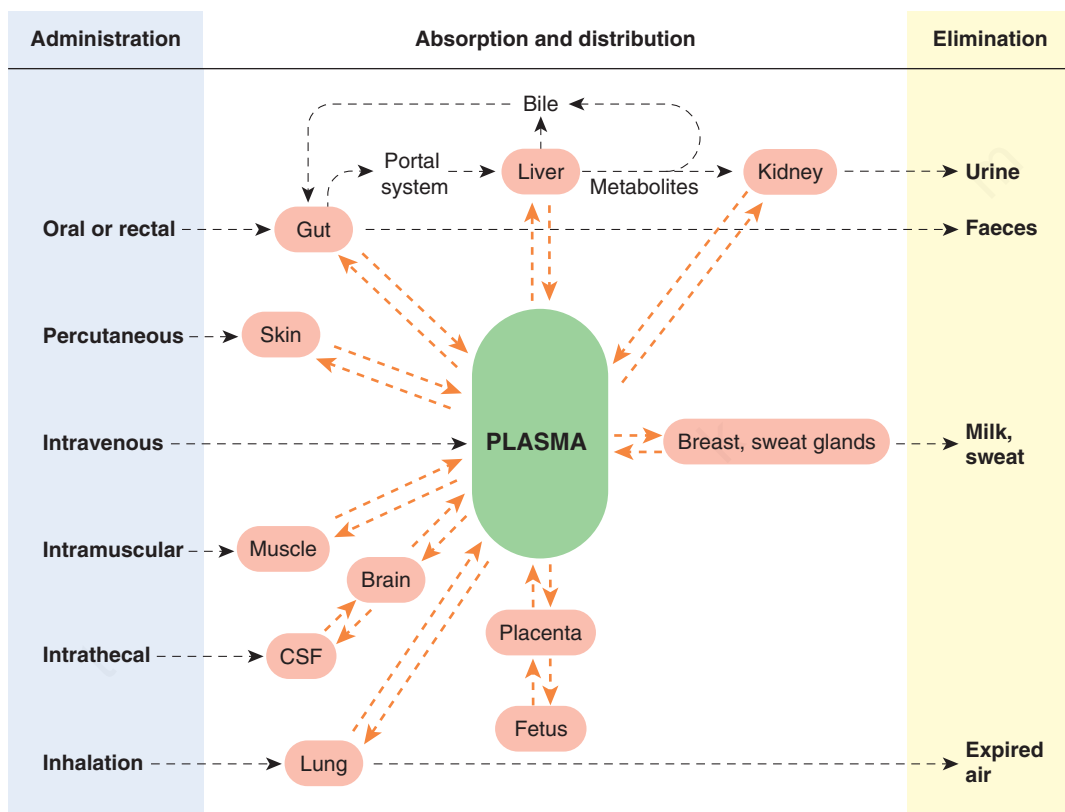 Administration
Absorption and distribution
Elimination
Bile
Portal
system
Liver
Metabolites
Kidney
Urine
Oral or rectal
Gut
Faeces
Percutaneous
Skin
Intravenous
PLASMA
Breast, sweat glands
Milk,
sweat
Intramuscular
Muscle
Brain
Intrathecal
CSF
Placenta
Fetus
Inhalation
Lung
Expired
air